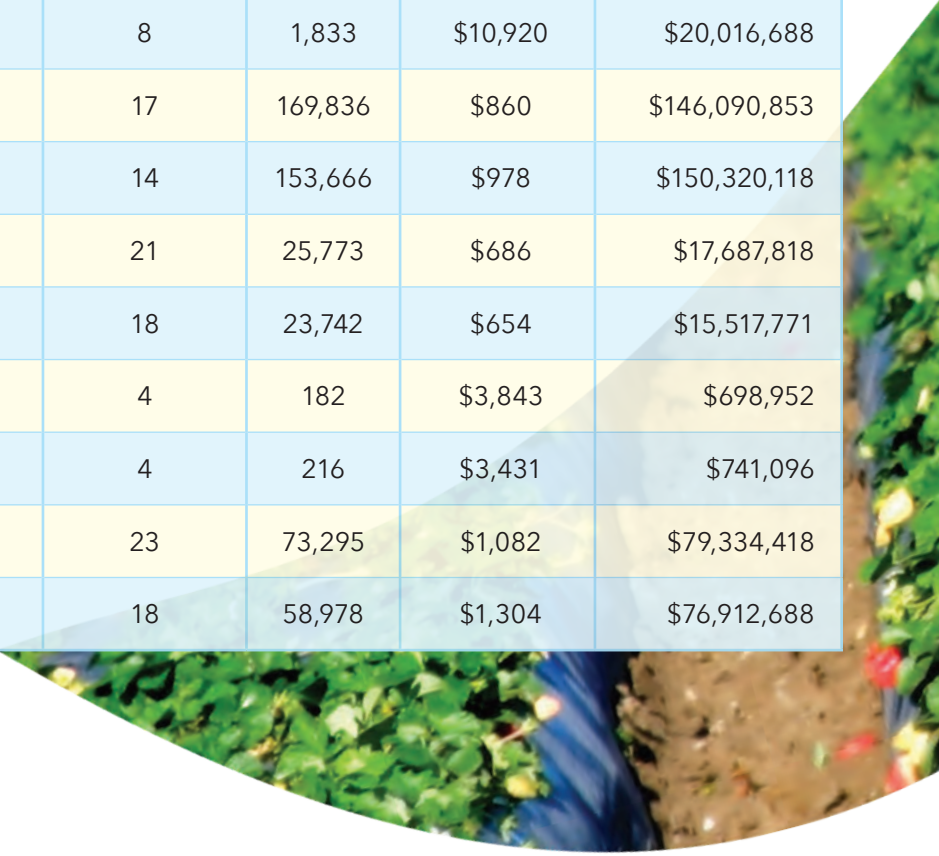 8 1,833 $10,920 $20,016,688
17 169,836 $860 $146,090,853
14 153,666 $978 $150,320,118
21 25,773 $686 $17,687,818
18 23,742 $654 $15,517,771
4 182 $3,843 $698,952
4 216 $3,431 $741,096
23 73,295 $1,082 $79,334,418
18 58,978 $1,304 $76,912,688